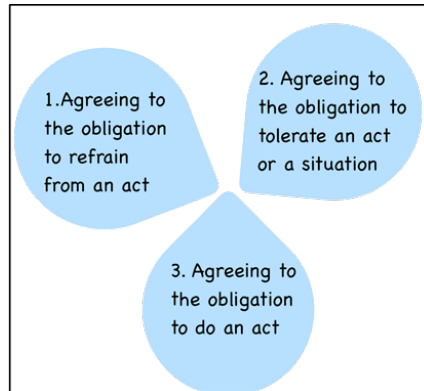 1.Agreeing to
the obligation
to refrain
from an act
2. Agreeing to
the obligation to
tolerate an act
or a situation
3. Agreeing to
the obligation
to do an act